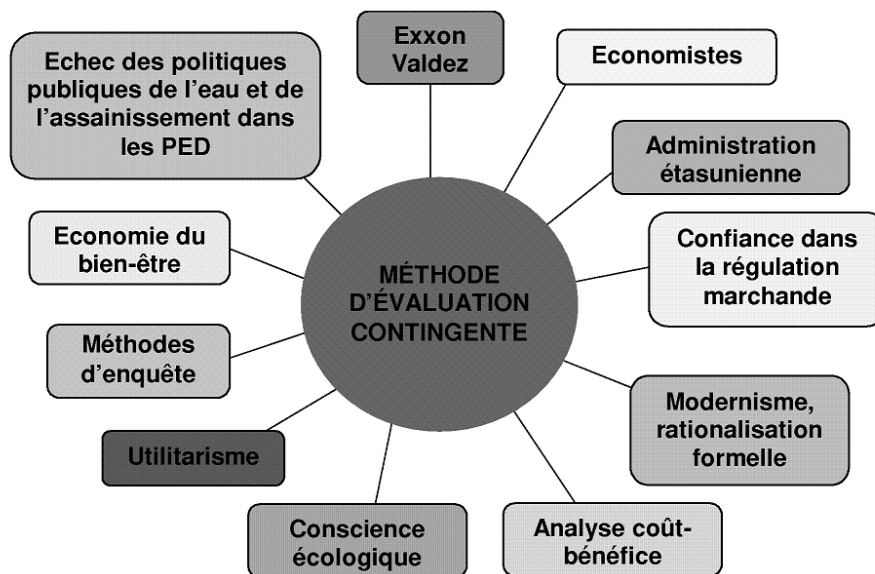 Echec des politiques
publiques de l'eau et de
l'assainissement dans
les PED
Exxon
Valdez
Economistes
Administration
étasunienne
Confiance dans
la régulation
marchande
Modernisme,
rationalisation
formelle
Analyse coût-
bénéfice
Conscience
écologique
Utilitarisme
Méthodes
d'enquête
Economie du
bien-être
MÉTHODE
D'ÉVALUATION
CONTINGENTE